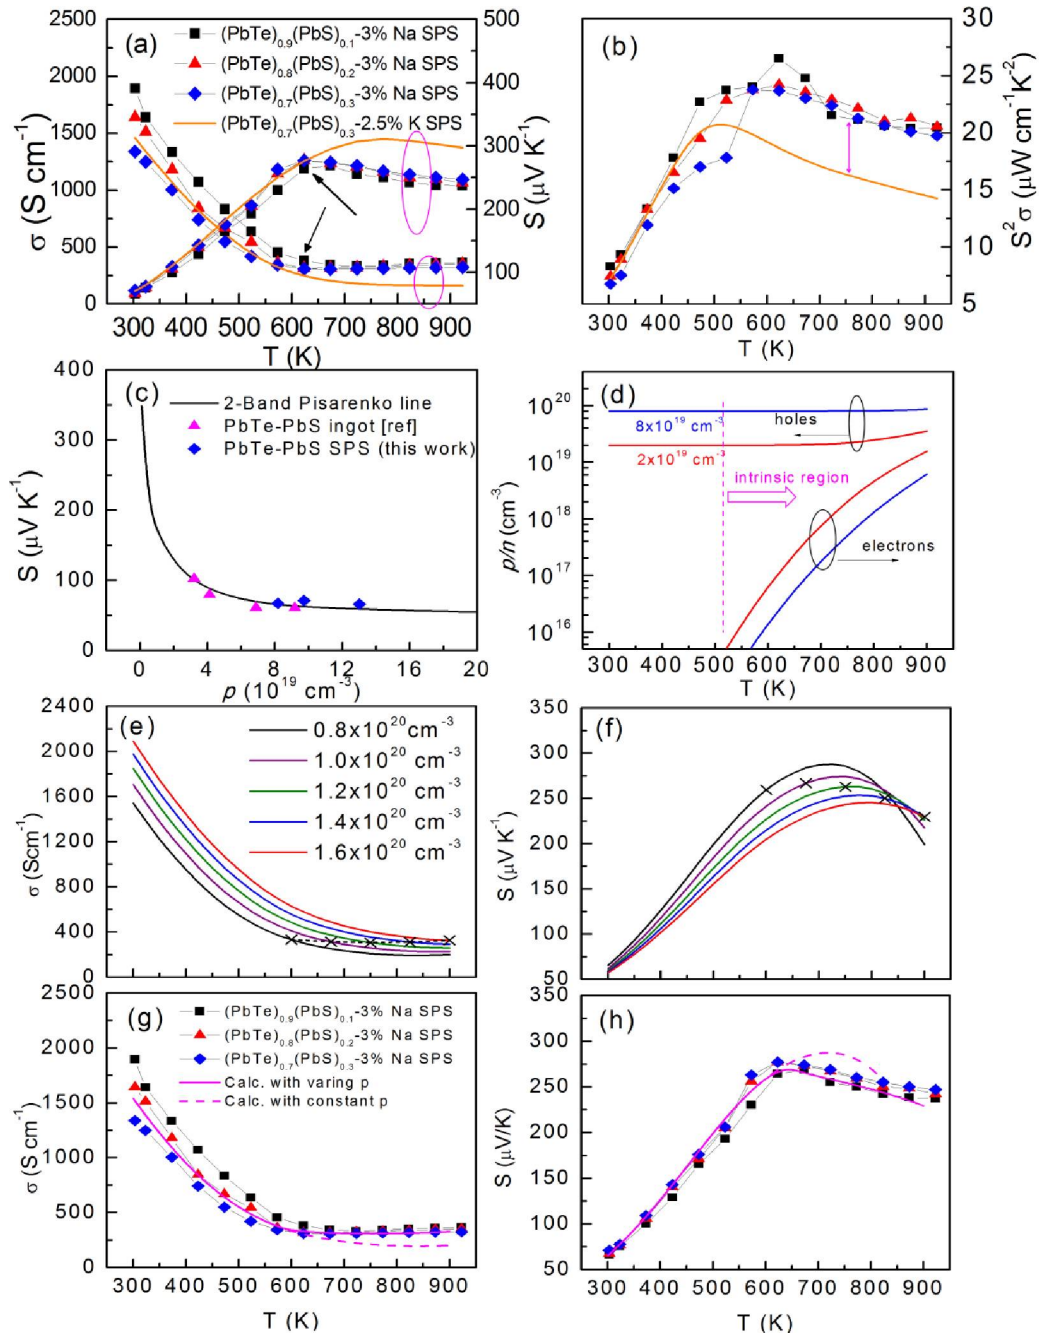 (a)
(PbTe)0.9(PbS)0.1-3% Na SPS
(PbTe)0.8(PbS)0.2-3% Na SPS
(PbTe)0.7(PbS)0.3-3% Na SPS
(PbTe)0.7(PbS)0.3-2.5% K SPS
2500
2000
1500
1000
500
0
σ (S cm-1)
500
400
300
200
100
S (μV K-1)
300 400 500 600 700 800 900
T (K)
(b)
30
25
20
15
10
5
S2σ (μW cm-1K-2)
300 400 500 600 700 800 900
T (K)
(c)
2-Band Pisarenko line
PbTe-PbS ingot [ref]
PbTe-PbS SPS (this work)
400
300
200
100
0
S (μV K-1)
0 4 8 12 16 20
p (1019 cm-3)
(d)
1020
1019
1018
1017
1016
p/n (cm-3)
8x1019 cm-3
holes
2x1019 cm-3
intrinsic region
electrons
300 400 500 600 700 800 900
T (K)
(e)
0.8x1020 cm-3
1.0x1020 cm-3
1.2x1020 cm-3
1.4x1020 cm-3
1.6x1020 cm-3
2400
2000
1600
1200
800
400
0
σ (Scm-1)
(f)
350
300
250
200
150
100
50
S (μV K-1)
(g)
(PbTe)0.9(PbS)0.1-3% Na SPS
(PbTe)0.8(PbS)0.2-3% Na SPS
(PbTe)0.7(PbS)0.3-3% Na SPS
Calc. with varing p
Calc. with constant p
2500
2000
1500
1000
500
0
σ (S cm-1)
300 400 500 600 700 800 900
T (K)
(h)
350
300
250
200
150
100
50
S (μV/K)
300 400 500 600 700 800 900
T (K)